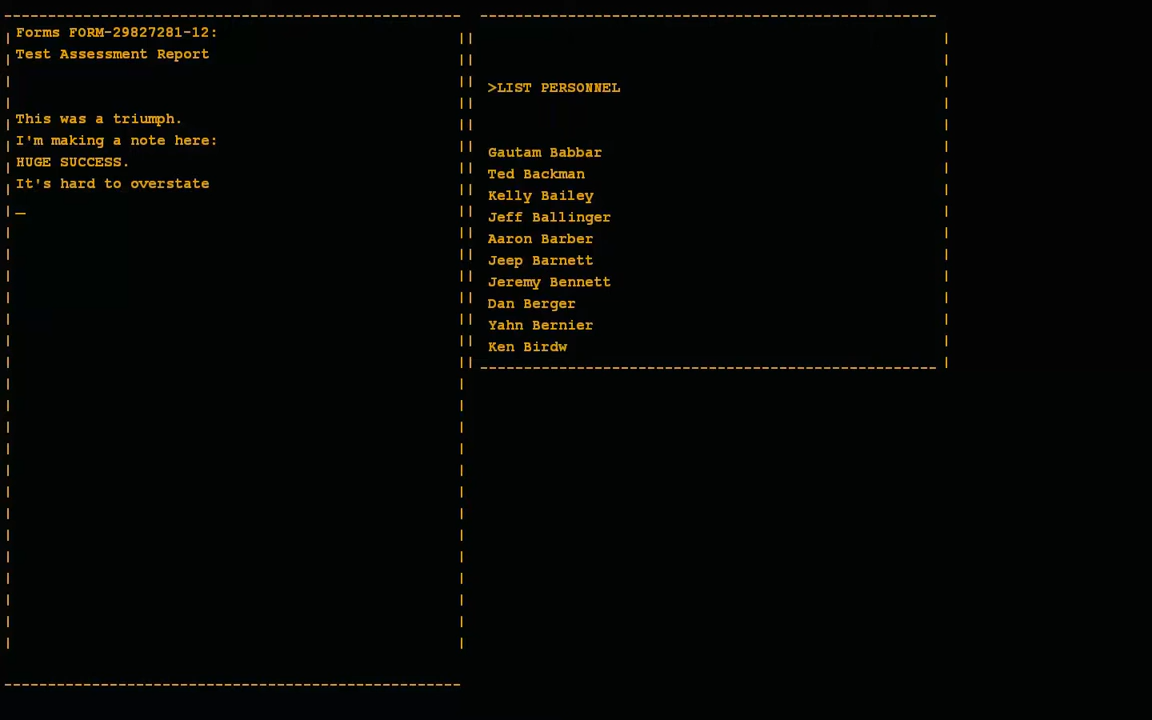 Forms FORM-29827281-12:
Test Assessment Report
This was a triumph.
I'm making a note here:
HUGE SUCCESS.
It's hard to overstate
_
>LIST PERSONNEL
Gautam Babbar
Ted Backman
Kelly Bailey
Jeff Ballinger
Aaron Barber
Jeep Barnett
Jeremy Bennett
Dan Berger
Yahn Bernier
Ken Birdw